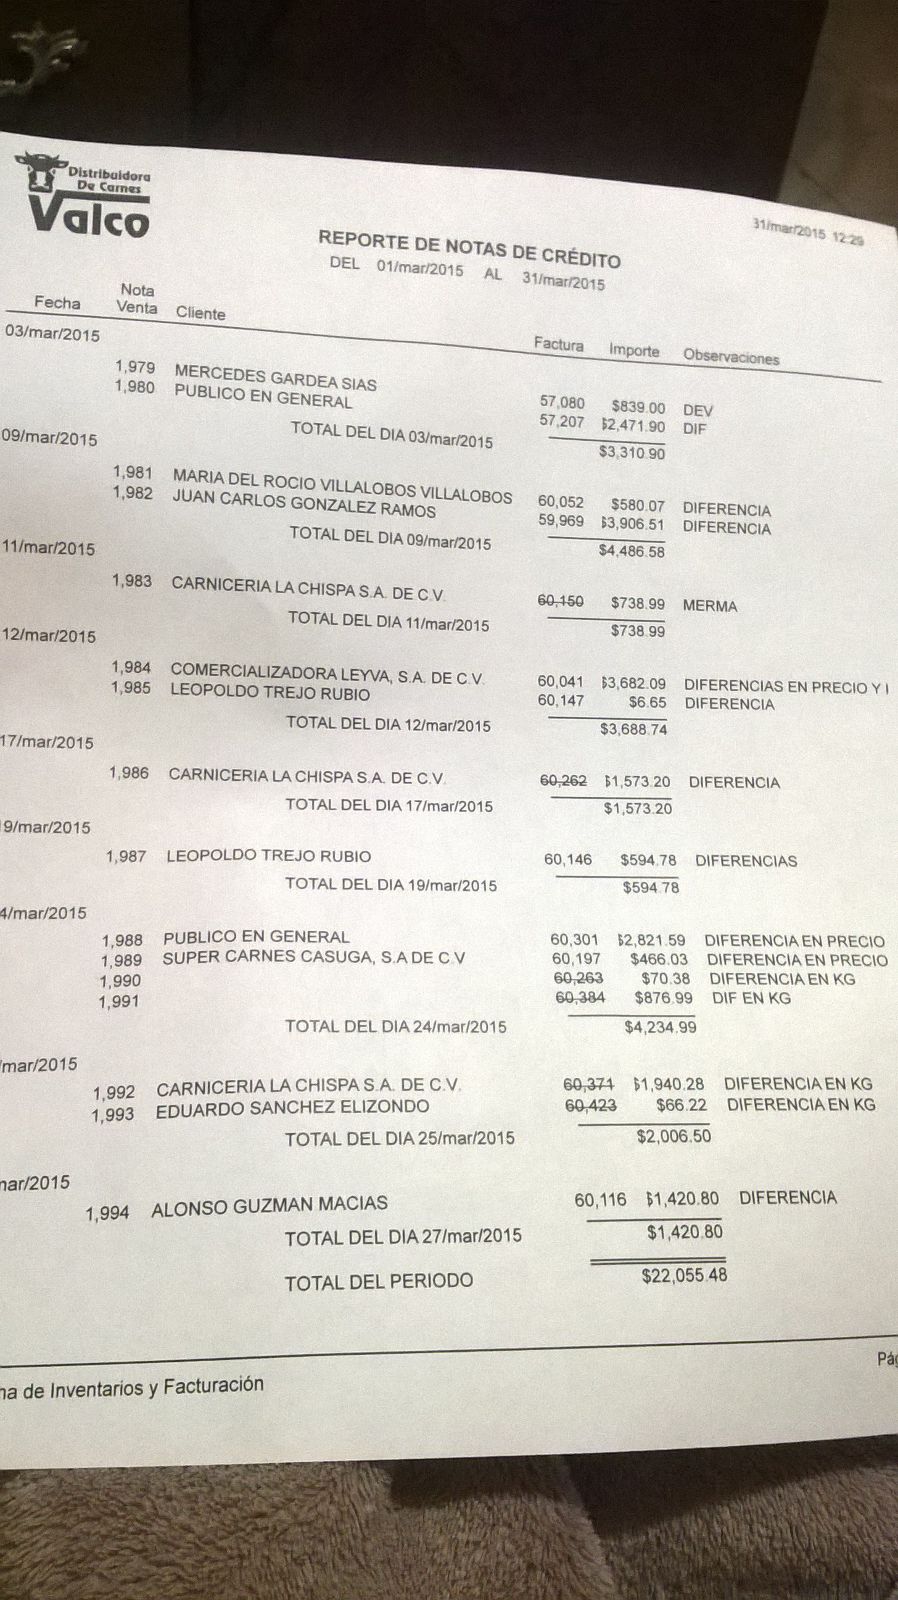 Distribuidora
De Carnes
Valco
31/mar/2015 12:29
REPORTE DE NOTAS DE CRÉDITO
DEL 01/mar/2015 AL 31/mar/2015
Fecha Nota Venta Cliente Factura Importe Observaciones
03/mar/2015
1,979 MERCEDES GARDEA SIAS 57,080 $839.00 DEV
1,980 PUBLICO EN GENERAL 57,207 $2,471.90 DIF
TOTAL DEL DIA 03/mar/2015 $3,310.90
09/mar/2015
1,981 MARIA DEL ROCIO VILLALOBOS VILLALOBOS 60,052 $580.07 DIFERENCIA
1,982 JUAN CARLOS GONZALEZ RAMOS 59,969 $3,906.51 DIFERENCIA
TOTAL DEL DIA 09/mar/2015 $4,486.58
11/mar/2015
1,983 CARNICERIA LA CHISPA S.A. DE C.V. 60,150 $738.99 MERMA
TOTAL DEL DIA 11/mar/2015 $738.99
12/mar/2015
1,984 COMERCIALIZADORA LEYVA, S.A. DE C.V. 60,041 $3,682.09 DIFERENCIAS EN PRECIO Y I
1,985 LEOPOLDO TREJO RUBIO 60,147 $6.65 DIFERENCIA
TOTAL DEL DIA 12/mar/2015 $3,688.74
17/mar/2015
1,986 CARNICERIA LA CHISPA S.A. DE C.V. 60,262 $1,573.20 DIFERENCIA
TOTAL DEL DIA 17/mar/2015 $1,573.20
9/mar/2015
1,987 LEOPOLDO TREJO RUBIO 60,146 $594.78 DIFERENCIAS
TOTAL DEL DIA 19/mar/2015 $594.78
4/mar/2015
1,988 PUBLICO EN GENERAL 60,301 $2,821.59 DIFERENCIA EN PRECIO
1,989 SUPER CARNES CASUGA, S.A DE C.V 60,197 $466.03 DIFERENCIA EN PRECIO
1,990 60,263 $70.38 DIFERENCIA EN KG
1,991 60,384 $876.99 DIF EN KG
TOTAL DEL DIA 24/mar/2015 $4,234.99
/mar/2015
1,992 CARNICERIA LA CHISPA S.A. DE C.V. 60,371 $1,940.28 DIFERENCIA EN KG
1,993 EDUARDO SANCHEZ ELIZONDO 60,423 $66.22 DIFERENCIA EN KG
TOTAL DEL DIA 25/mar/2015 $2,006.50
mar/2015
1,994 ALONSO GUZMAN MACIAS 60,116 $1,420.80 DIFERENCIA
TOTAL DEL DIA 27/mar/2015 $1,420.80
TOTAL DEL PERIODO $22,055.48
Pág
ma de Inventarios y Facturación